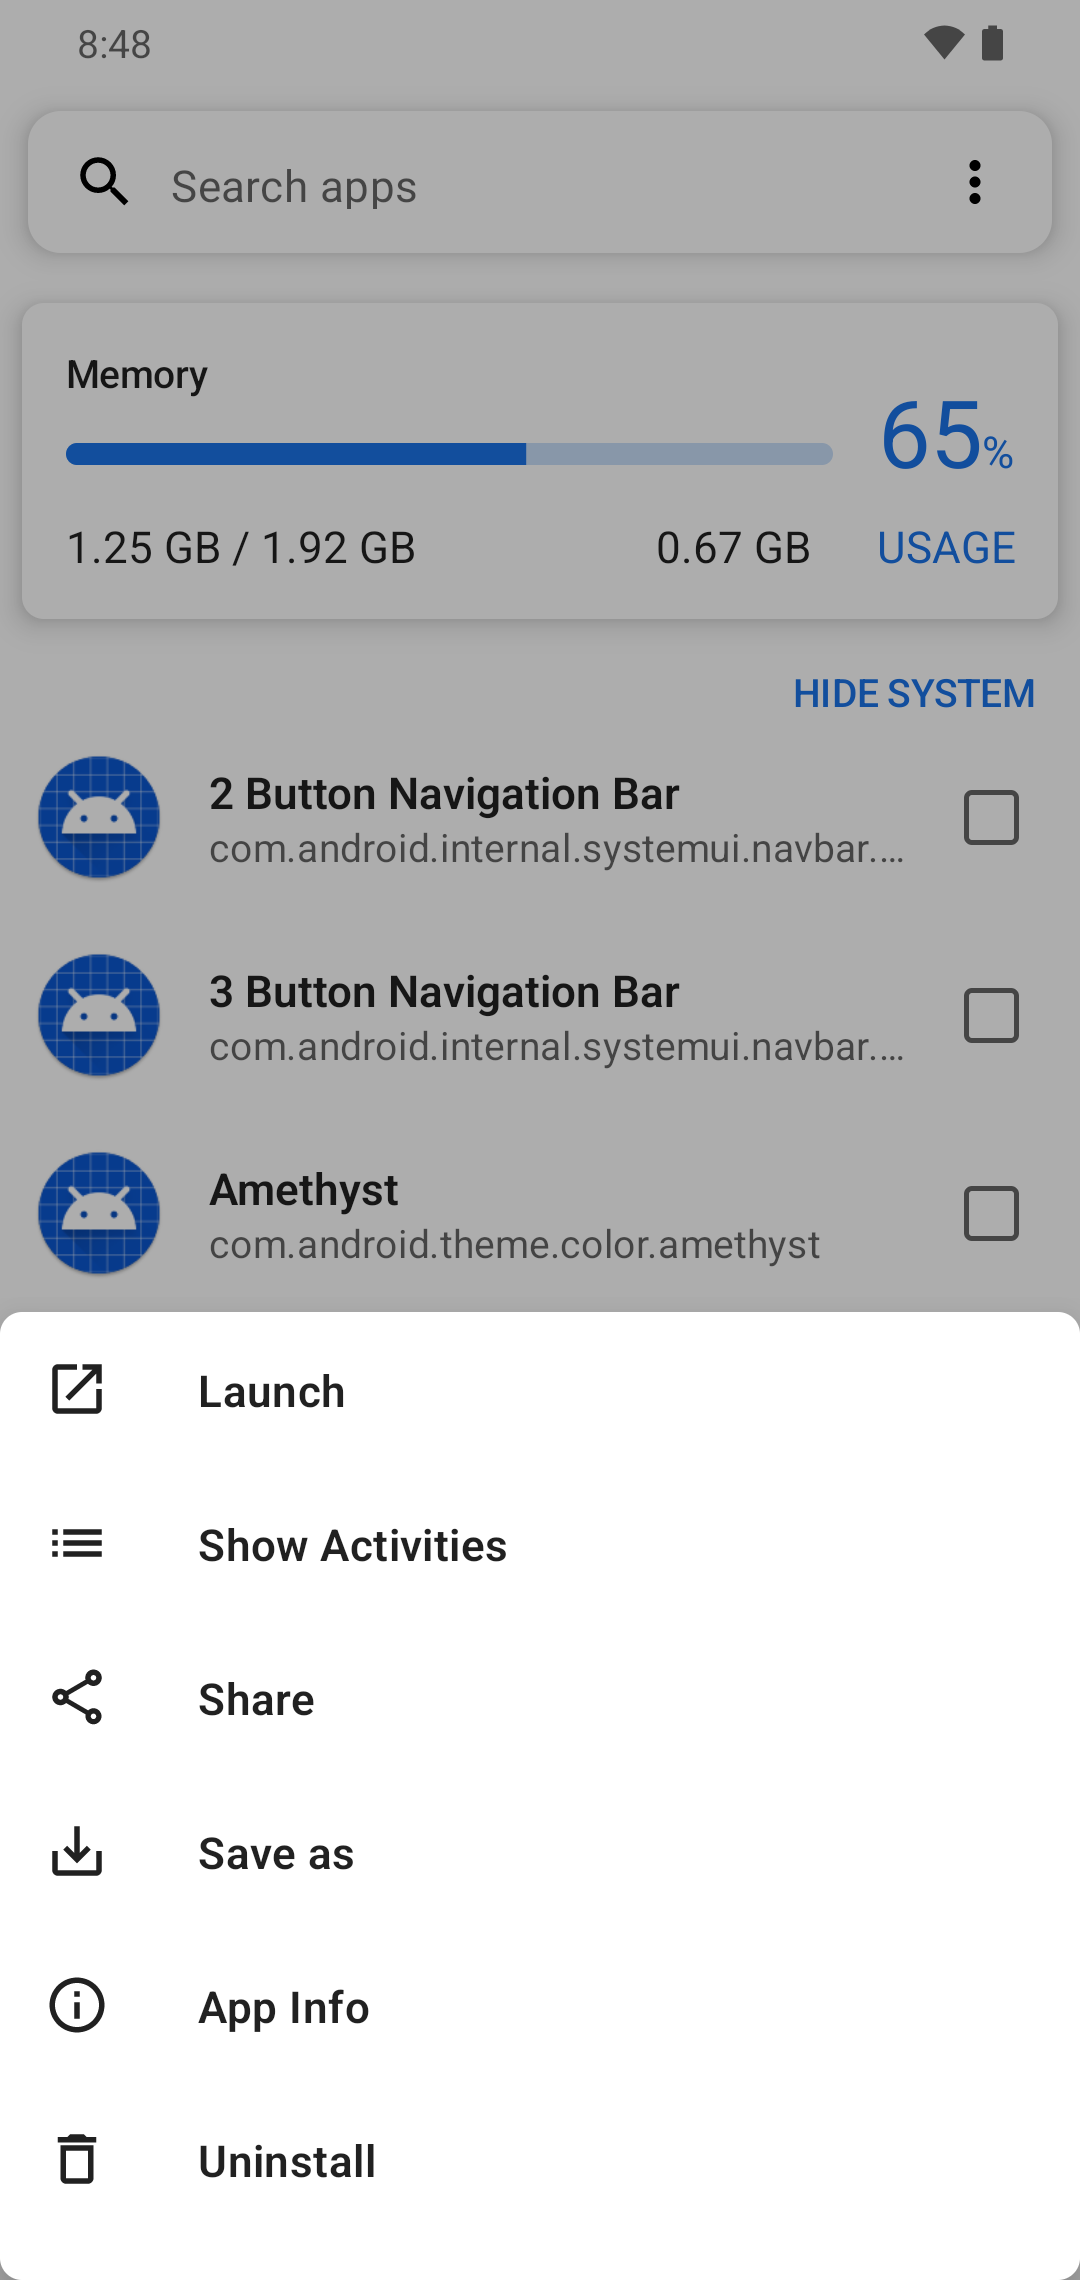 8:48
Search apps
Memory
65%
1.25 GB / 1.92 GB 0.67 GB USAGE
HIDE SYSTEM
2 Button Navigation Bar
com.android.internal.systemui.navbar.…
3 Button Navigation Bar
com.android.internal.systemui.navbar.…
Amethyst
com.android.theme.color.amethyst
Launch
Show Activities
Share
Save as
App Info
Uninstall